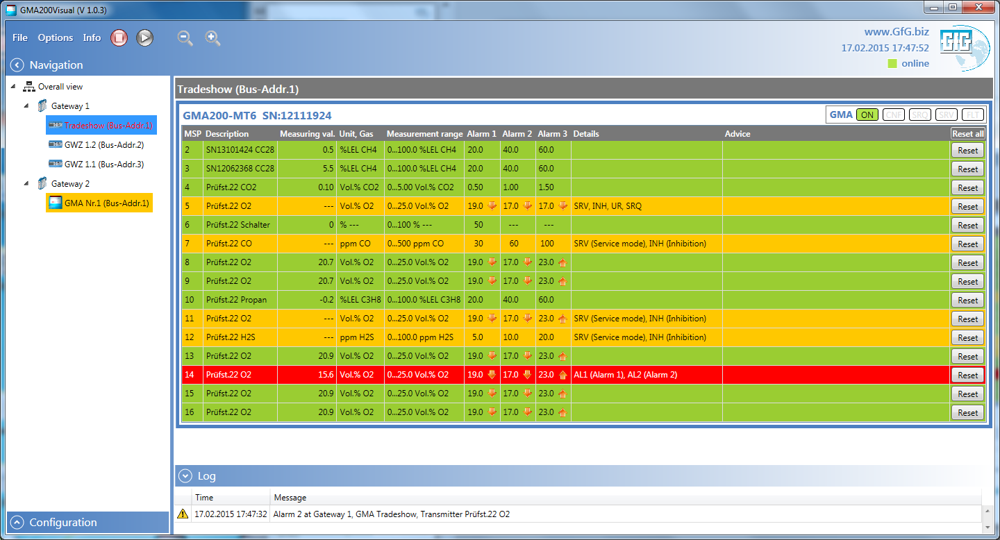 GMA200Visual (V 1.0.3)
File Options Info
www.GfG.biz
17.02.2015 17:47:52
online
GfG
Navigation
Overall view
Gateway 1
Tradeshow (Bus-Addr.1)
GWZ 1.2 (Bus-Addr.2)
GWZ 1.1 (Bus-Addr.3)
Gateway 2
GMA Nr.1 (Bus-Addr.1)
Configuration
Tradeshow (Bus-Addr.1)
GMA200-MT6 SN:12111924 GMA ON CNF SRQ SRV FLT
MSP Description Measuring val. Unit, Gas Measurement range Alarm 1 Alarm 2 Alarm 3 Details Advice Reset all
2 SN13101424 CC28 0.5 %LEL CH4 0...100.0 %LEL CH4 20.0 40.0 60.0 Reset
3 SN12062368 CC28 5.5 %LEL CH4 0...100.0 %LEL CH4 20.0 40.0 60.0 Reset
4 Prüfst.22 CO2 0.10 Vol.% CO2 0...5.00 Vol.% CO2 0.50 1.00 1.50 Reset
5 Prüfst.22 O2 --- Vol.% O2 0...25.0 Vol.% O2 19.0 17.0 17.0 SRV, INH, UR, SRQ Reset
6 Prüfst.22 Schalter 0 % --- 0...100 % --- 50 --- --- Reset
7 Prüfst.22 CO --- ppm CO 0...500 ppm CO 30 60 100 SRV (Service mode), INH (Inhibition) Reset
8 Prüfst.22 O2 20.7 Vol.% O2 0...25.0 Vol.% O2 19.0 17.0 23.0 Reset
9 Prüfst.22 O2 20.7 Vol.% O2 0...25.0 Vol.% O2 19.0 17.0 23.0 Reset
10 Prüfst.22 Propan -0.2 %LEL C3H8 0...100.0 %LEL C3H8 20.0 40.0 60.0 Reset
11 Prüfst.22 O2 --- Vol.% O2 0...25.0 Vol.% O2 19.0 17.0 23.0 SRV (Service mode), INH (Inhibition) Reset
12 Prüfst.22 H2S --- ppm H2S 0...100.0 ppm H2S 5.0 10.0 20.0 SRV (Service mode), INH (Inhibition) Reset
13 Prüfst.22 O2 20.9 Vol.% O2 0...25.0 Vol.% O2 19.0 17.0 23.0 Reset
14 Prüfst.22 O2 15.6 Vol.% O2 0...25.0 Vol.% O2 19.0 17.0 23.0 AL1 (Alarm 1), AL2 (Alarm 2) Reset
15 Prüfst.22 O2 20.9 Vol.% O2 0...25.0 Vol.% O2 19.0 17.0 23.0 Reset
16 Prüfst.22 O2 20.9 Vol.% O2 0...25.0 Vol.% O2 19.0 17.0 23.0 Reset
Log
Time Message
17.02.2015 17:47:32 Alarm 2 at Gateway 1, GMA Tradeshow, Transmitter Prüfst.22 O2